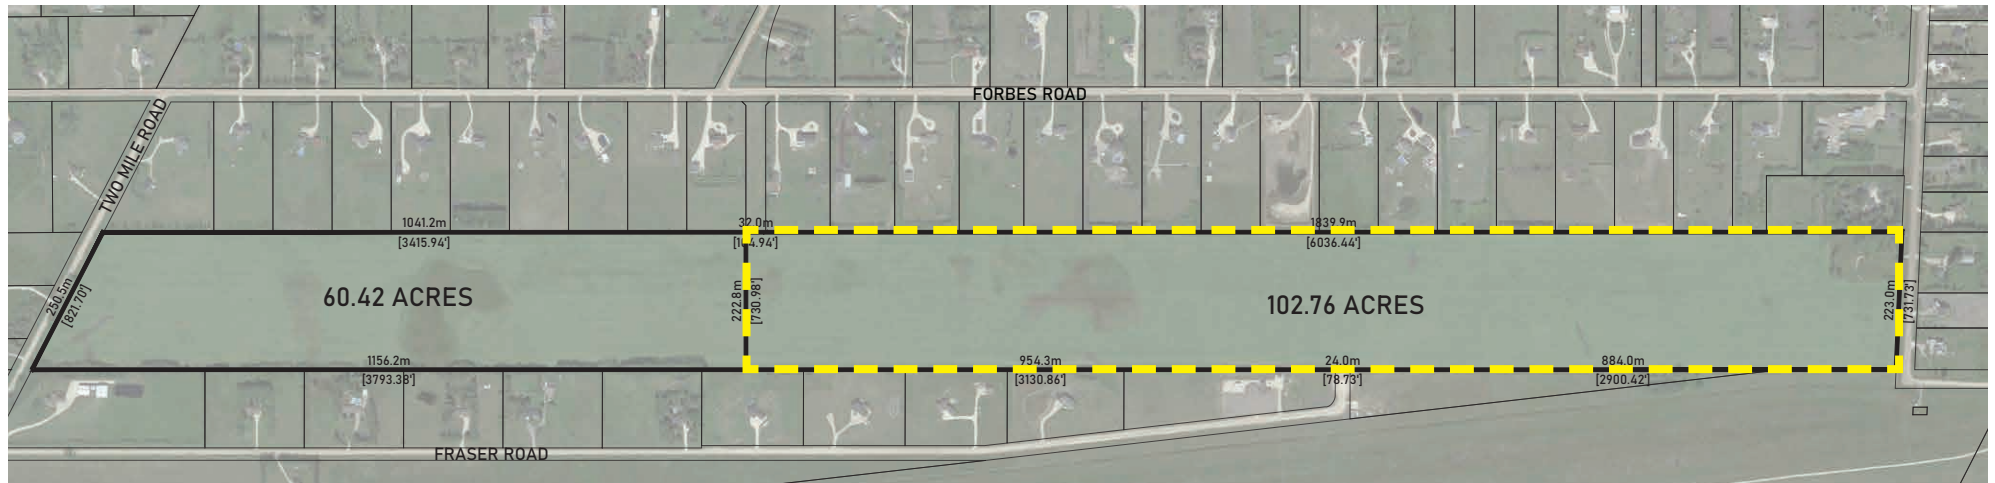 FORBES ROAD
TWO MILE ROAD
1041.2m
[3415.94']
32.0m
[104.94']
1839.9m
[6036.44']
250.5m
[821.70']
60.42 ACRES
222.8m
[730.98']
102.76 ACRES
223.0m
[731.73']
1156.2m
[3793.38']
954.3m
[3130.86']
24.0m
[78.73']
884.0m
[2900.42']
FRASER ROAD